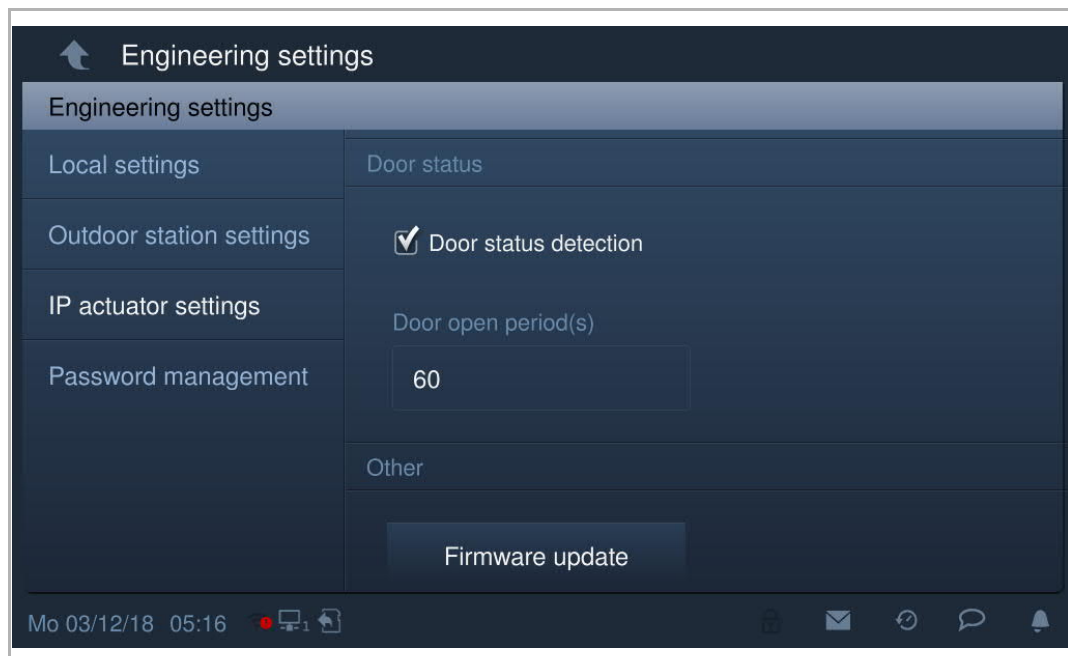 Engineering settings
Engineering settings
Local settings
Outdoor station settings
IP actuator settings
Password management
Door status
Door status detection
Door open period(s)
60
Other
Firmware update
Mo 03/12/18 05:16
1